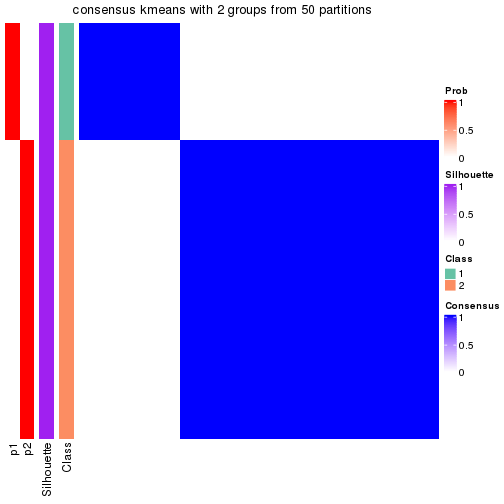 consensus kmeans with 2 groups from 50 partitions
Prob
1
0.5
0
Silhouette
1
0.5
0
Class
1
2
Consensus
1
0.5
0
p1
p2
Silhouette
Class